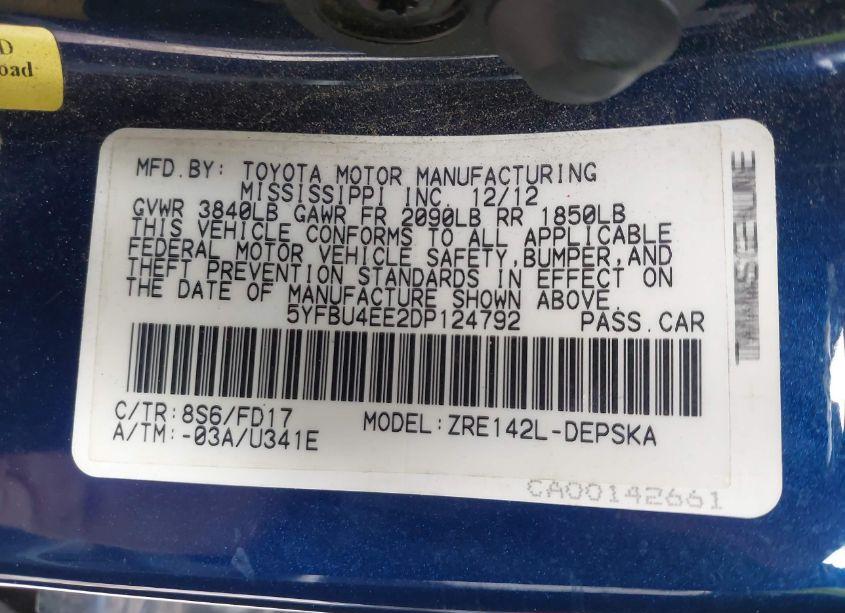 D
oad
MFD.BY: TOYOTA MOTOR MANUFACTURING
MISSISSIPPI INC. 12/12
GVWR 3840LB GAWR FR 2090LB RR 1850LB
THIS VEHICLE CONFORMS TO ALL APPLICABLE
FEDERAL MOTOR VEHICLE SAFETY,BUMPER,AND
THEFT PREVENTION STANDARDS IN EFFECT ON
THE DATE OF MANUFACTURE SHOWN ABOVE.
5YFBU4EE2DP124792 PASS.CAR
C/TR:8S6/FD17 MODEL:ZRE142L-DEPSKA
A/TM:-03A/U341E
CA00142661